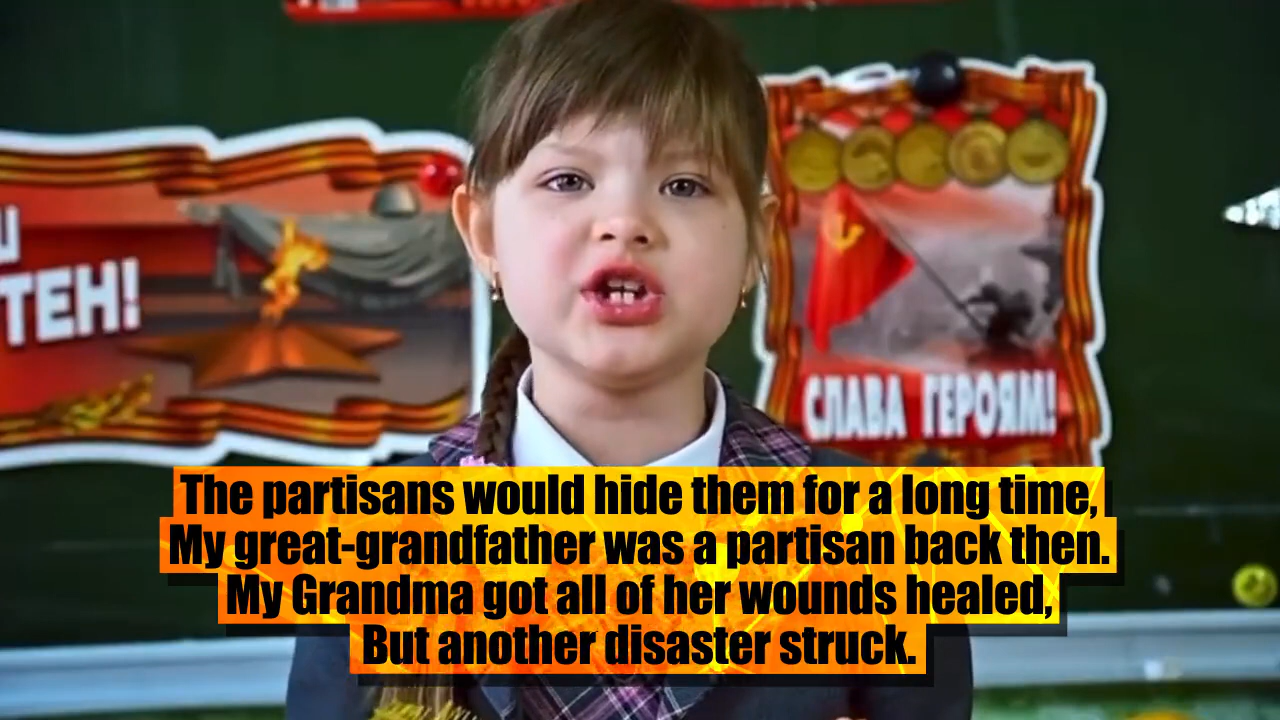 ТЕН!
СЛАВА ГЕРОЯМ!
The partisans would hide them for a long time,
My great-grandfather was a partisan back then.
My Grandma got all of her wounds healed,
But another disaster struck.